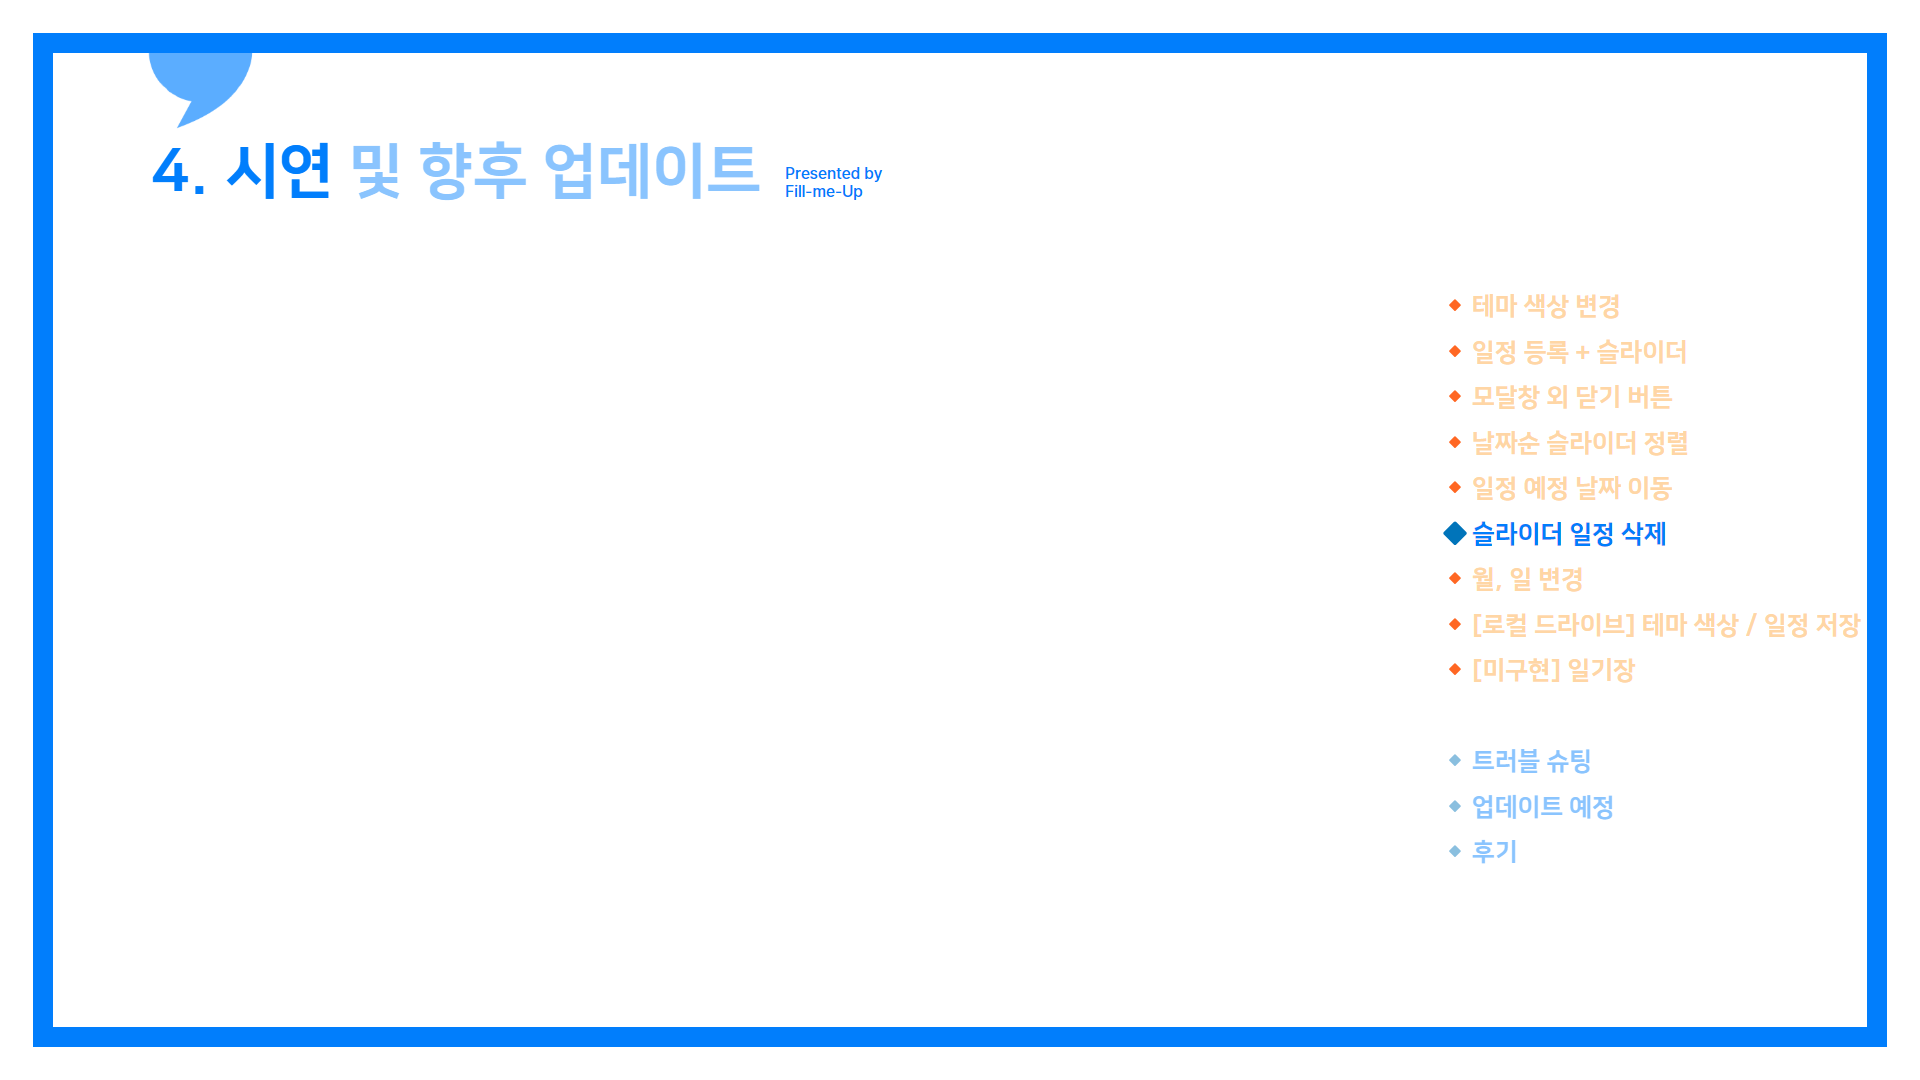 4. 시연 및 향후 업데이트
Presented by
Fill-me-Up
테마 색상 변경
일정 등록 + 슬라이더
모달창 외 닫기 버튼
날짜순 슬라이더 정렬
일정 예정 날짜 이동
슬라이더 일정 삭제
월, 일 변경
[로컬 드라이브] 테마 색상 / 일정 저장
[미구현] 일기장
트러블 슈팅
업데이트 예정
후기